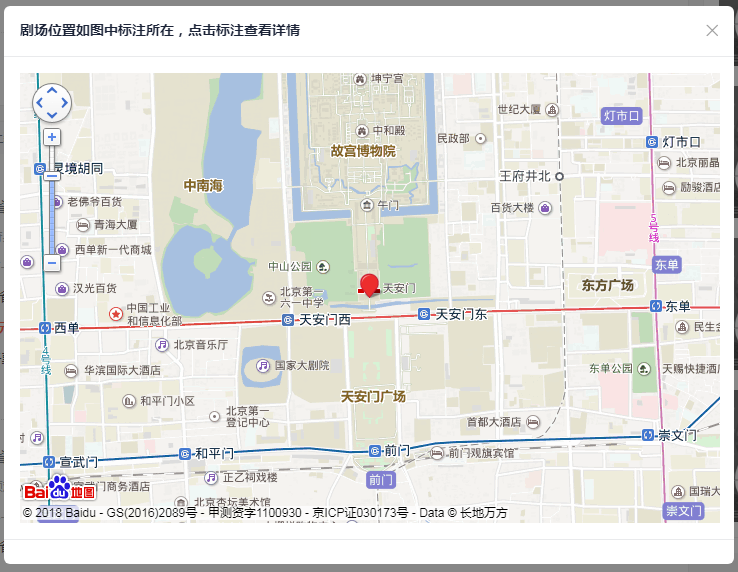 剧场位置如图中标注所在，点击标注查看详情
坤宁宫
世纪大厦
灯市口
中和殿
民政部
灯市口
故宫博物院
灵境胡同
北京丽晶
王府井北
中南海
励骏酒店
老佛爷百货
午门
百货大楼
青海大厦
5号线
西单新一代商城
中山公园
东单
汉光百货
天安门
东方广场
北京第一
六一中学
中国工业
和信息化部
东单
天安门西
天安门东
西单
民生金
北京音乐厅
4号线
国家大剧院
东单公园
天赐快捷酒店
华滨国际大酒店
天安门广场
和平门小区
北京第一
登记中心
首都大酒店
崇文门
和平门
前门
前门观旗宾馆
宣武门
正乙祠戏楼
前门
宣武门商务酒店
国瑞大
Bai du 地图
北京杏坛美术馆
崇文门
© 2018 Baidu - GS(2016)2089号 - 甲测资字1100930 - 京ICP证030173号 - Data © 长地万方